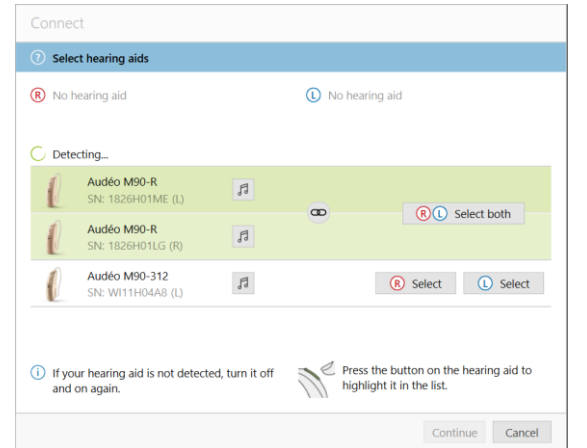 Connect
? Select hearing aids
R No hearing aid
L No hearing aid
Detecting...
Audéo M90-R
SN: 1826H01ME (L)
Audéo M90-R
SN: 1826H01LG (R)
R L Select both
Audéo M90-312
SN: WI11H04A8 (L)
R Select
L Select
i If your hearing aid is not detected, turn it off
and on again.
Press the button on the hearing aid to
highlight it in the list.
Continue
Cancel